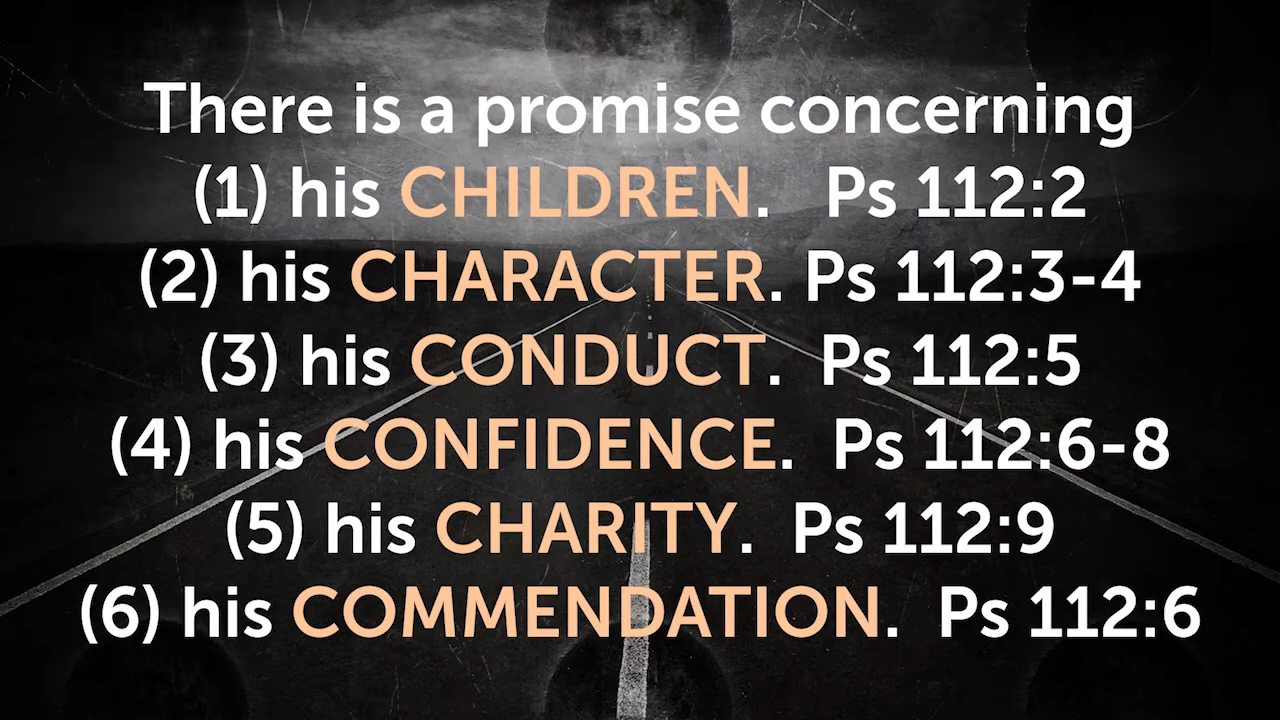 There is a promise concerning
(1) his CHILDREN. Ps 112:2
(2) his CHARACTER. Ps 112:3-4
(3) his CONDUCT. Ps 112:5
(4) his CONFIDENCE. Ps 112:6-8
(5) his CHARITY. Ps 112:9
(6) his COMMENDATION. Ps 112:6